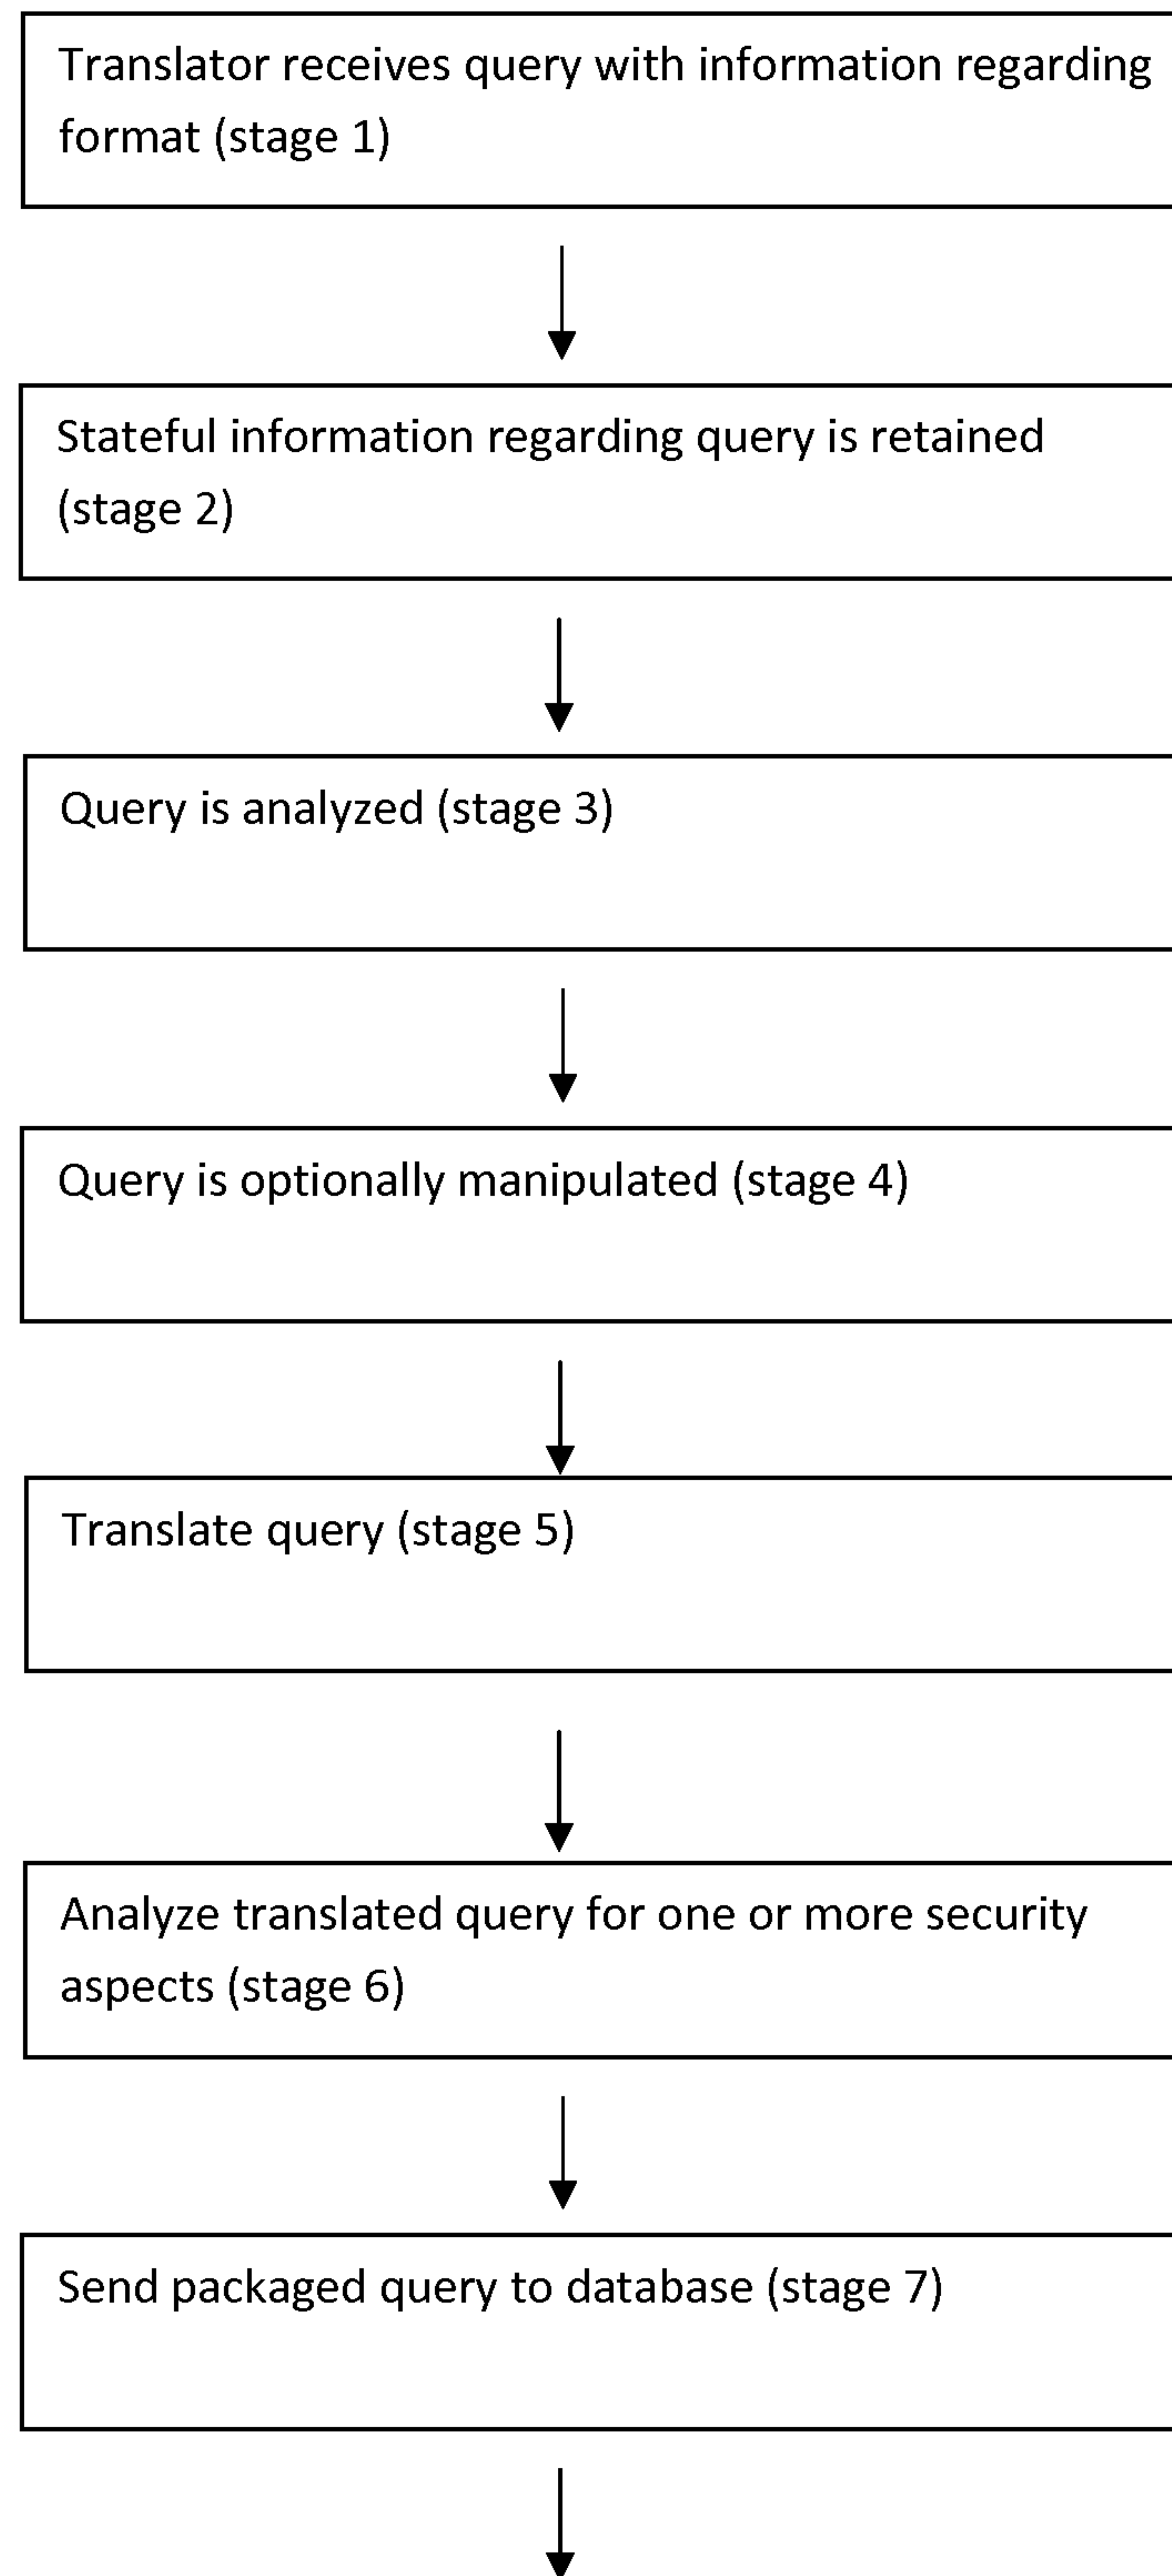 Translator receives query with information regarding
format (stage 1)
Stateful information regarding query is retained
(stage 2)
Query is analyzed (stage 3)
Query is optionally manipulated (stage 4)
Translate query (stage 5)
Analyze translated query for one or more security
aspects (stage 6)
Send packaged query to database (stage 7)